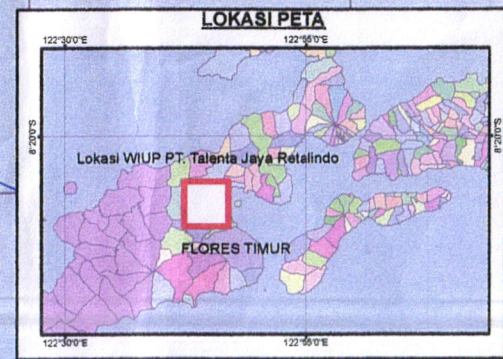 LOKASI PETA
122°30'0"E
122°55'0"E
8°20'0"S
8°20'0"S
Lokasi WIUP PT. Talenta Jaya Retalindo
FLORES TIMUR
122°30'0"E
122°55'0"E